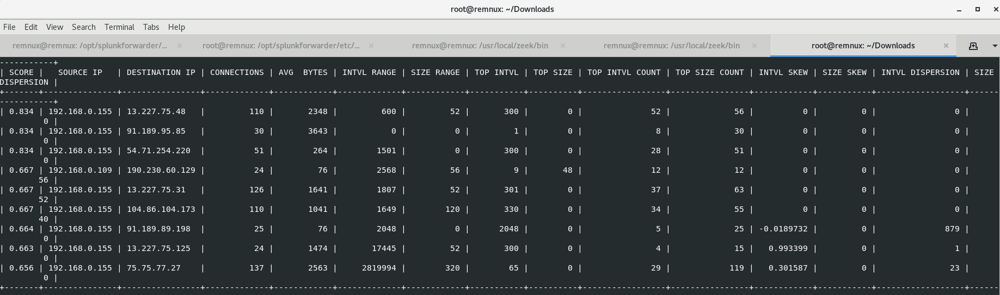 root@remnux: ~/Downloads
File Edit View Search Terminal Tabs Help
remnux@remnux: /opt/splunkforwarder/... × root@remnux: /opt/splunkforwarder/etc/... × remnux@remnux: /usr/local/zeek/bin × remnux@remnux: /usr/local/zeek/bin × root@remnux: ~/Downloads ×
-----------+
| SCORE | SOURCE IP | DESTINATION IP | CONNECTIONS | AVG BYTES | INTVL RANGE | SIZE RANGE | TOP INTVL | TOP SIZE | TOP INTVL COUNT | TOP SIZE COUNT | INTVL SKEW | SIZE SKEW | INTVL DISPERSION | SIZE
DISPERSION |
+-------+---------------+----------------+-------------+------------+-------------+------------+-----------+----------+-----------------+----------------+------------+-----------+------------------+------
-----------+
| 0.834 | 192.168.0.155 | 13.227.75.48 | 110 | 2348 | 600 | 52 | 300 | 0 | 52 | 56 | 0 | 0 | 0 |
0 |
| 0.834 | 192.168.0.155 | 91.189.95.85 | 30 | 3643 | 0 | 0 | 1 | 0 | 8 | 30 | 0 | 0 | 0 |
0 |
| 0.834 | 192.168.0.155 | 54.71.254.220 | 51 | 264 | 1501 | 0 | 300 | 0 | 28 | 51 | 0 | 0 | 0 |
0 |
| 0.667 | 192.168.0.109 | 190.230.60.129 | 24 | 76 | 2568 | 56 | 9 | 48 | 12 | 12 | 0 | 0 | 0 |
56 |
| 0.667 | 192.168.0.155 | 13.227.75.31 | 126 | 1641 | 1807 | 52 | 301 | 0 | 37 | 63 | 0 | 0 | 0 |
52 |
| 0.667 | 192.168.0.155 | 104.86.104.173 | 110 | 1041 | 1649 | 120 | 330 | 0 | 34 | 55 | 0 | 0 | 0 |
40 |
| 0.664 | 192.168.0.155 | 91.189.89.198 | 25 | 76 | 2048 | 0 | 2048 | 0 | 5 | 25 | -0.0189732 | 0 | 879 |
0 |
| 0.663 | 192.168.0.155 | 13.227.75.125 | 24 | 1474 | 17445 | 52 | 300 | 0 | 4 | 15 | 0.993399 | 0 | 1 |
0 |
| 0.656 | 192.168.0.155 | 75.75.77.27 | 137 | 2563 | 2819994 | 320 | 65 | 0 | 29 | 119 | 0.301587 | 0 | 23 |
0 |
+-------+---------------+----------------+-------------+------------+-------------+------------+-----------+----------+-----------------+----------------+------------+-----------+------------------+------